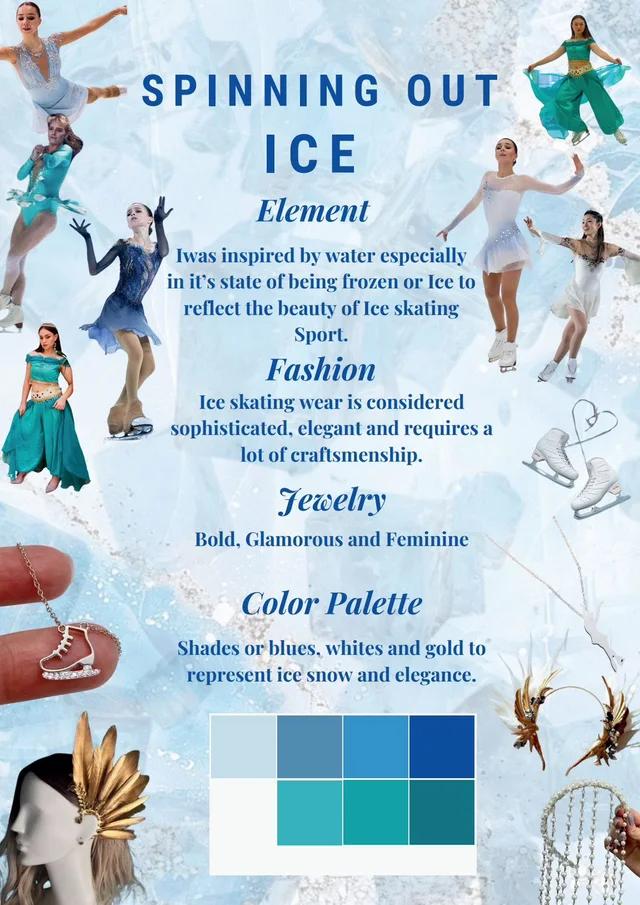 SPINNING OUT
ICE
Element
Iwas inspired by water especially
in it's state of being frozen or Ice to
reflect the beauty of Ice skating
Sport.
Fashion
Ice skating wear is considered
sophisticated, elegant and requires a
lot of craftsmenship.
Jewelry
Bold, Glamorous and Feminine
Color Palette
Shades or blues, whites and gold to
represent ice snow and elegance.